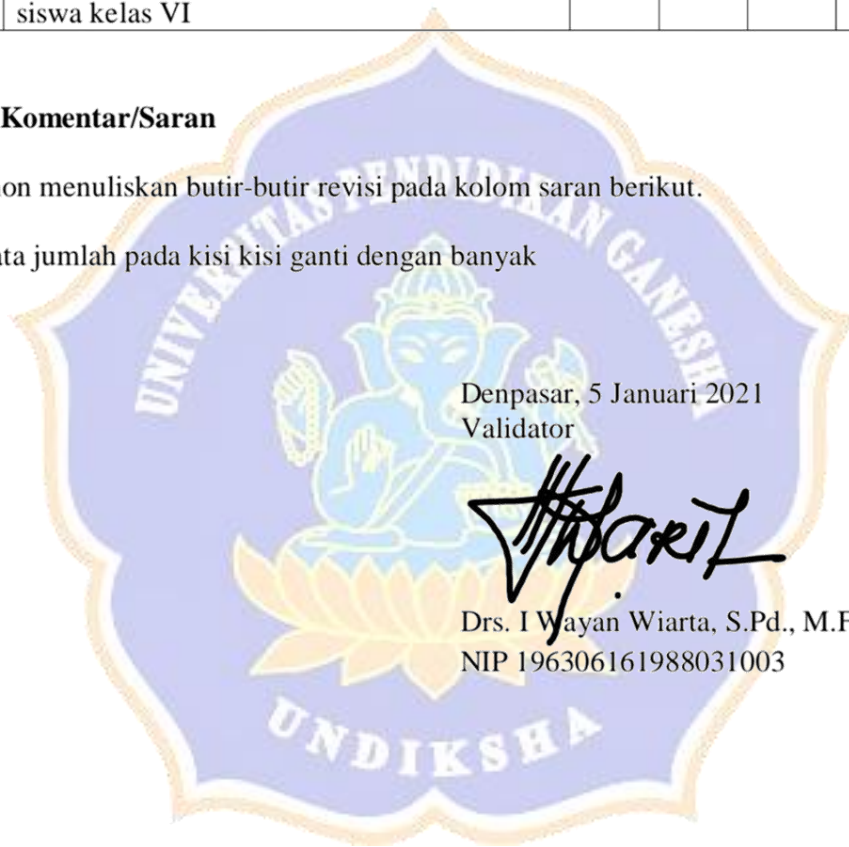 siswa kelas VI
Komentar/Saran
on menuliskan butir-butir revisi pada kolom saran berikut.
ta jumlah pada kisi kisi ganti dengan banyak
UNIVERSITAS PENDIDIKAN GANESHA
Denpasar, 5 Januari 2021
Validator
Drs. I Wayan Wiarta, S.Pd., M.F
NIP 196306161988031003
UNDIKSHA